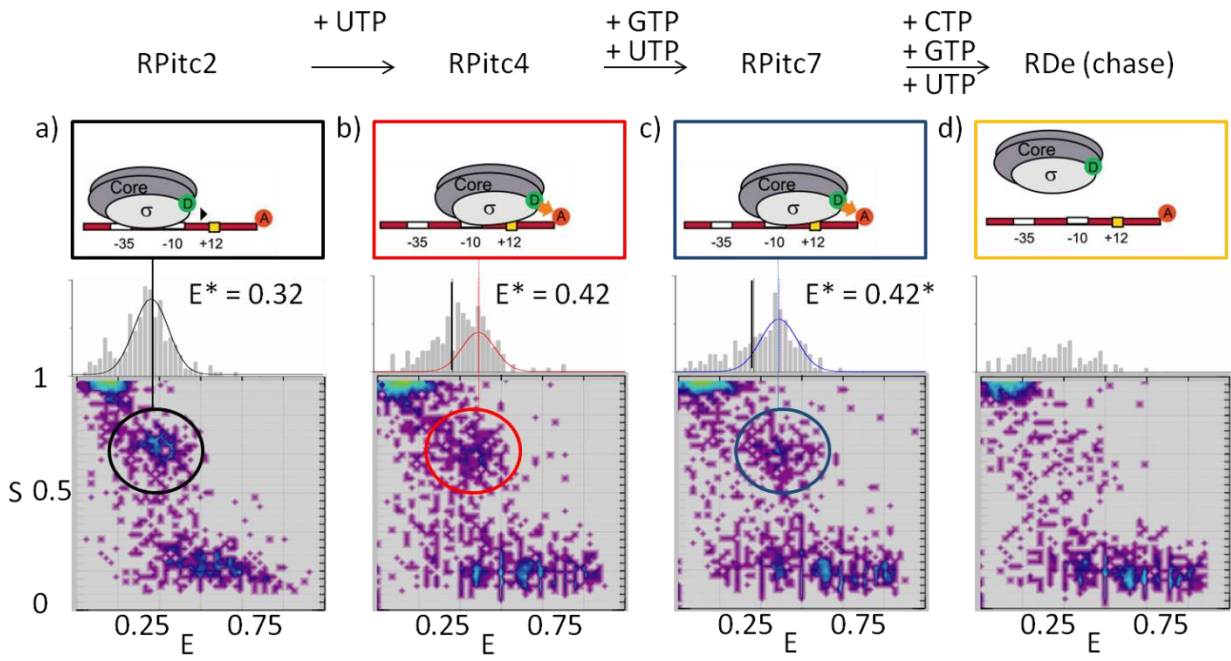 + UTP
+ GTP
+ UTP
+ CTP
+ GTP
+ UTP
RPitc2
RPitc4
RPitc7
RDe (chase)
a)
Core
σ
D
A
-35
-10
+12
b)
Core
σ
D
A
-35
-10
+12
c)
Core
σ
D
A
-35
-10
+12
d)
Core
σ
D
A
-35
-10
+12
E* = 0.32
E* = 0.42
E* = 0.42*
1
S 0.5
0
0.25 0.75
E
0.25 0.75
E
0.25 0.75
E
0.25 0.75
E